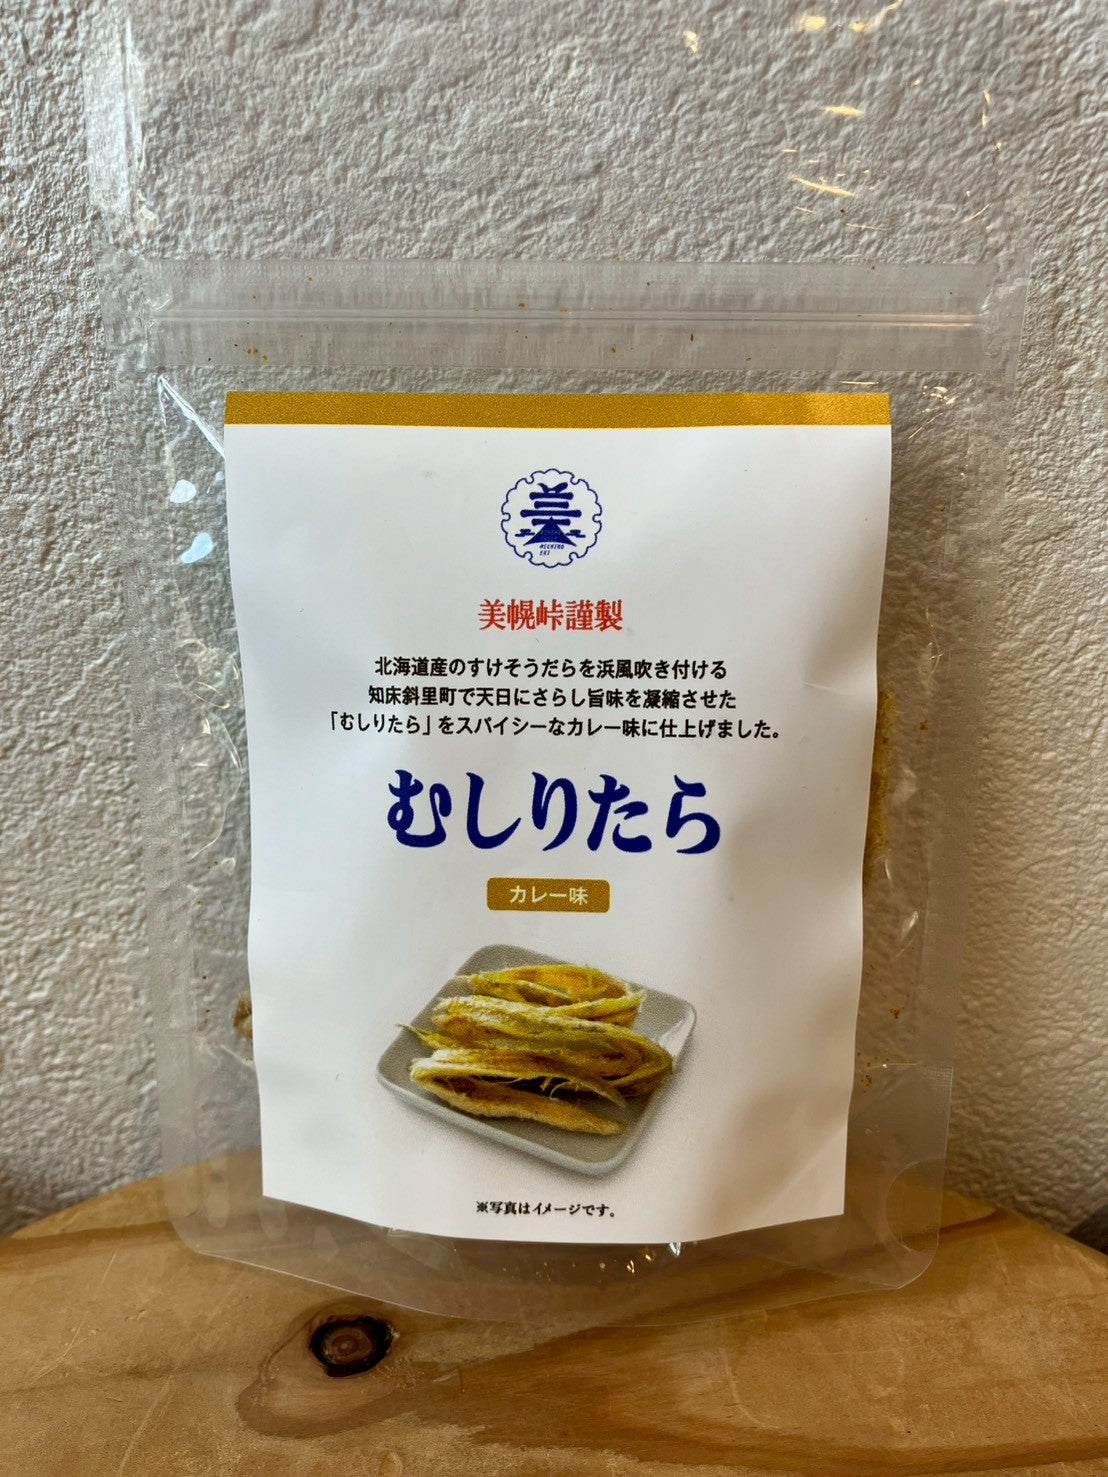 美
MICHINO
EKI
美幌峠謹製
北海道産のすけそうだらを浜風吹き付ける
知床斜里町で天日にさらし旨味を凝縮させた
「むしりたら」をスパイシーなカレー味に仕上げました。
むしりたら
カレー味
※写真はイメージです。